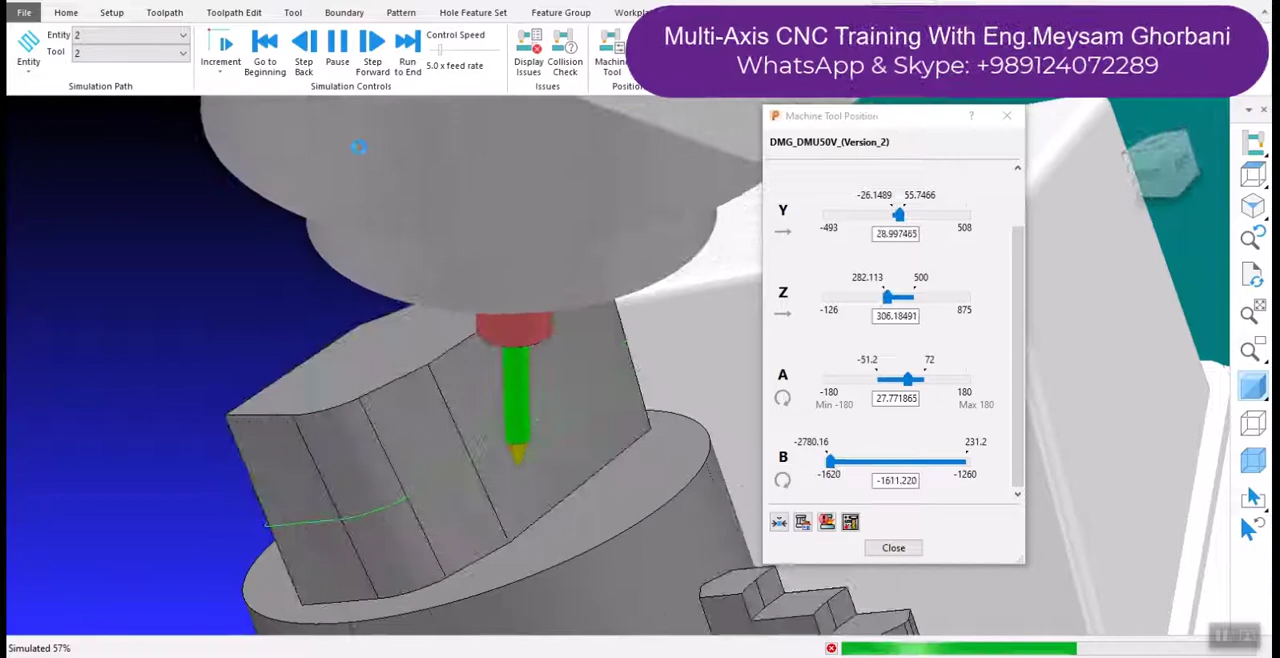 File Home Setup Toolpath Toolpath Edit Tool Boundary Pattern Hole Feature Set Feature Group
Multi-Axis CNC Training With Eng.Meysam Ghorbani
WhatsApp & Skype: +989124072289
Entity 2
Tool 2
Entity
Increment
Go to Beginning
Step Back
Pause
Step Forward
Run to End
Control Speed
5.0 x feed rate
Display Issues
Collision Check
Tool
Simulation Path
Simulation Controls
Issues
Machine Tool Position ?
DMG_DMU50V_(Version_2)
-26.1489 55.7466
Y
-493 508
28.997465
282.113 500
Z
-126 875
306.18491
-51.2 72
A
-180 180
Min -180 Max 180
27.771865
-2780.16 231.2
B
-1620 -1260
-1611.220
Close
Simulated 57%